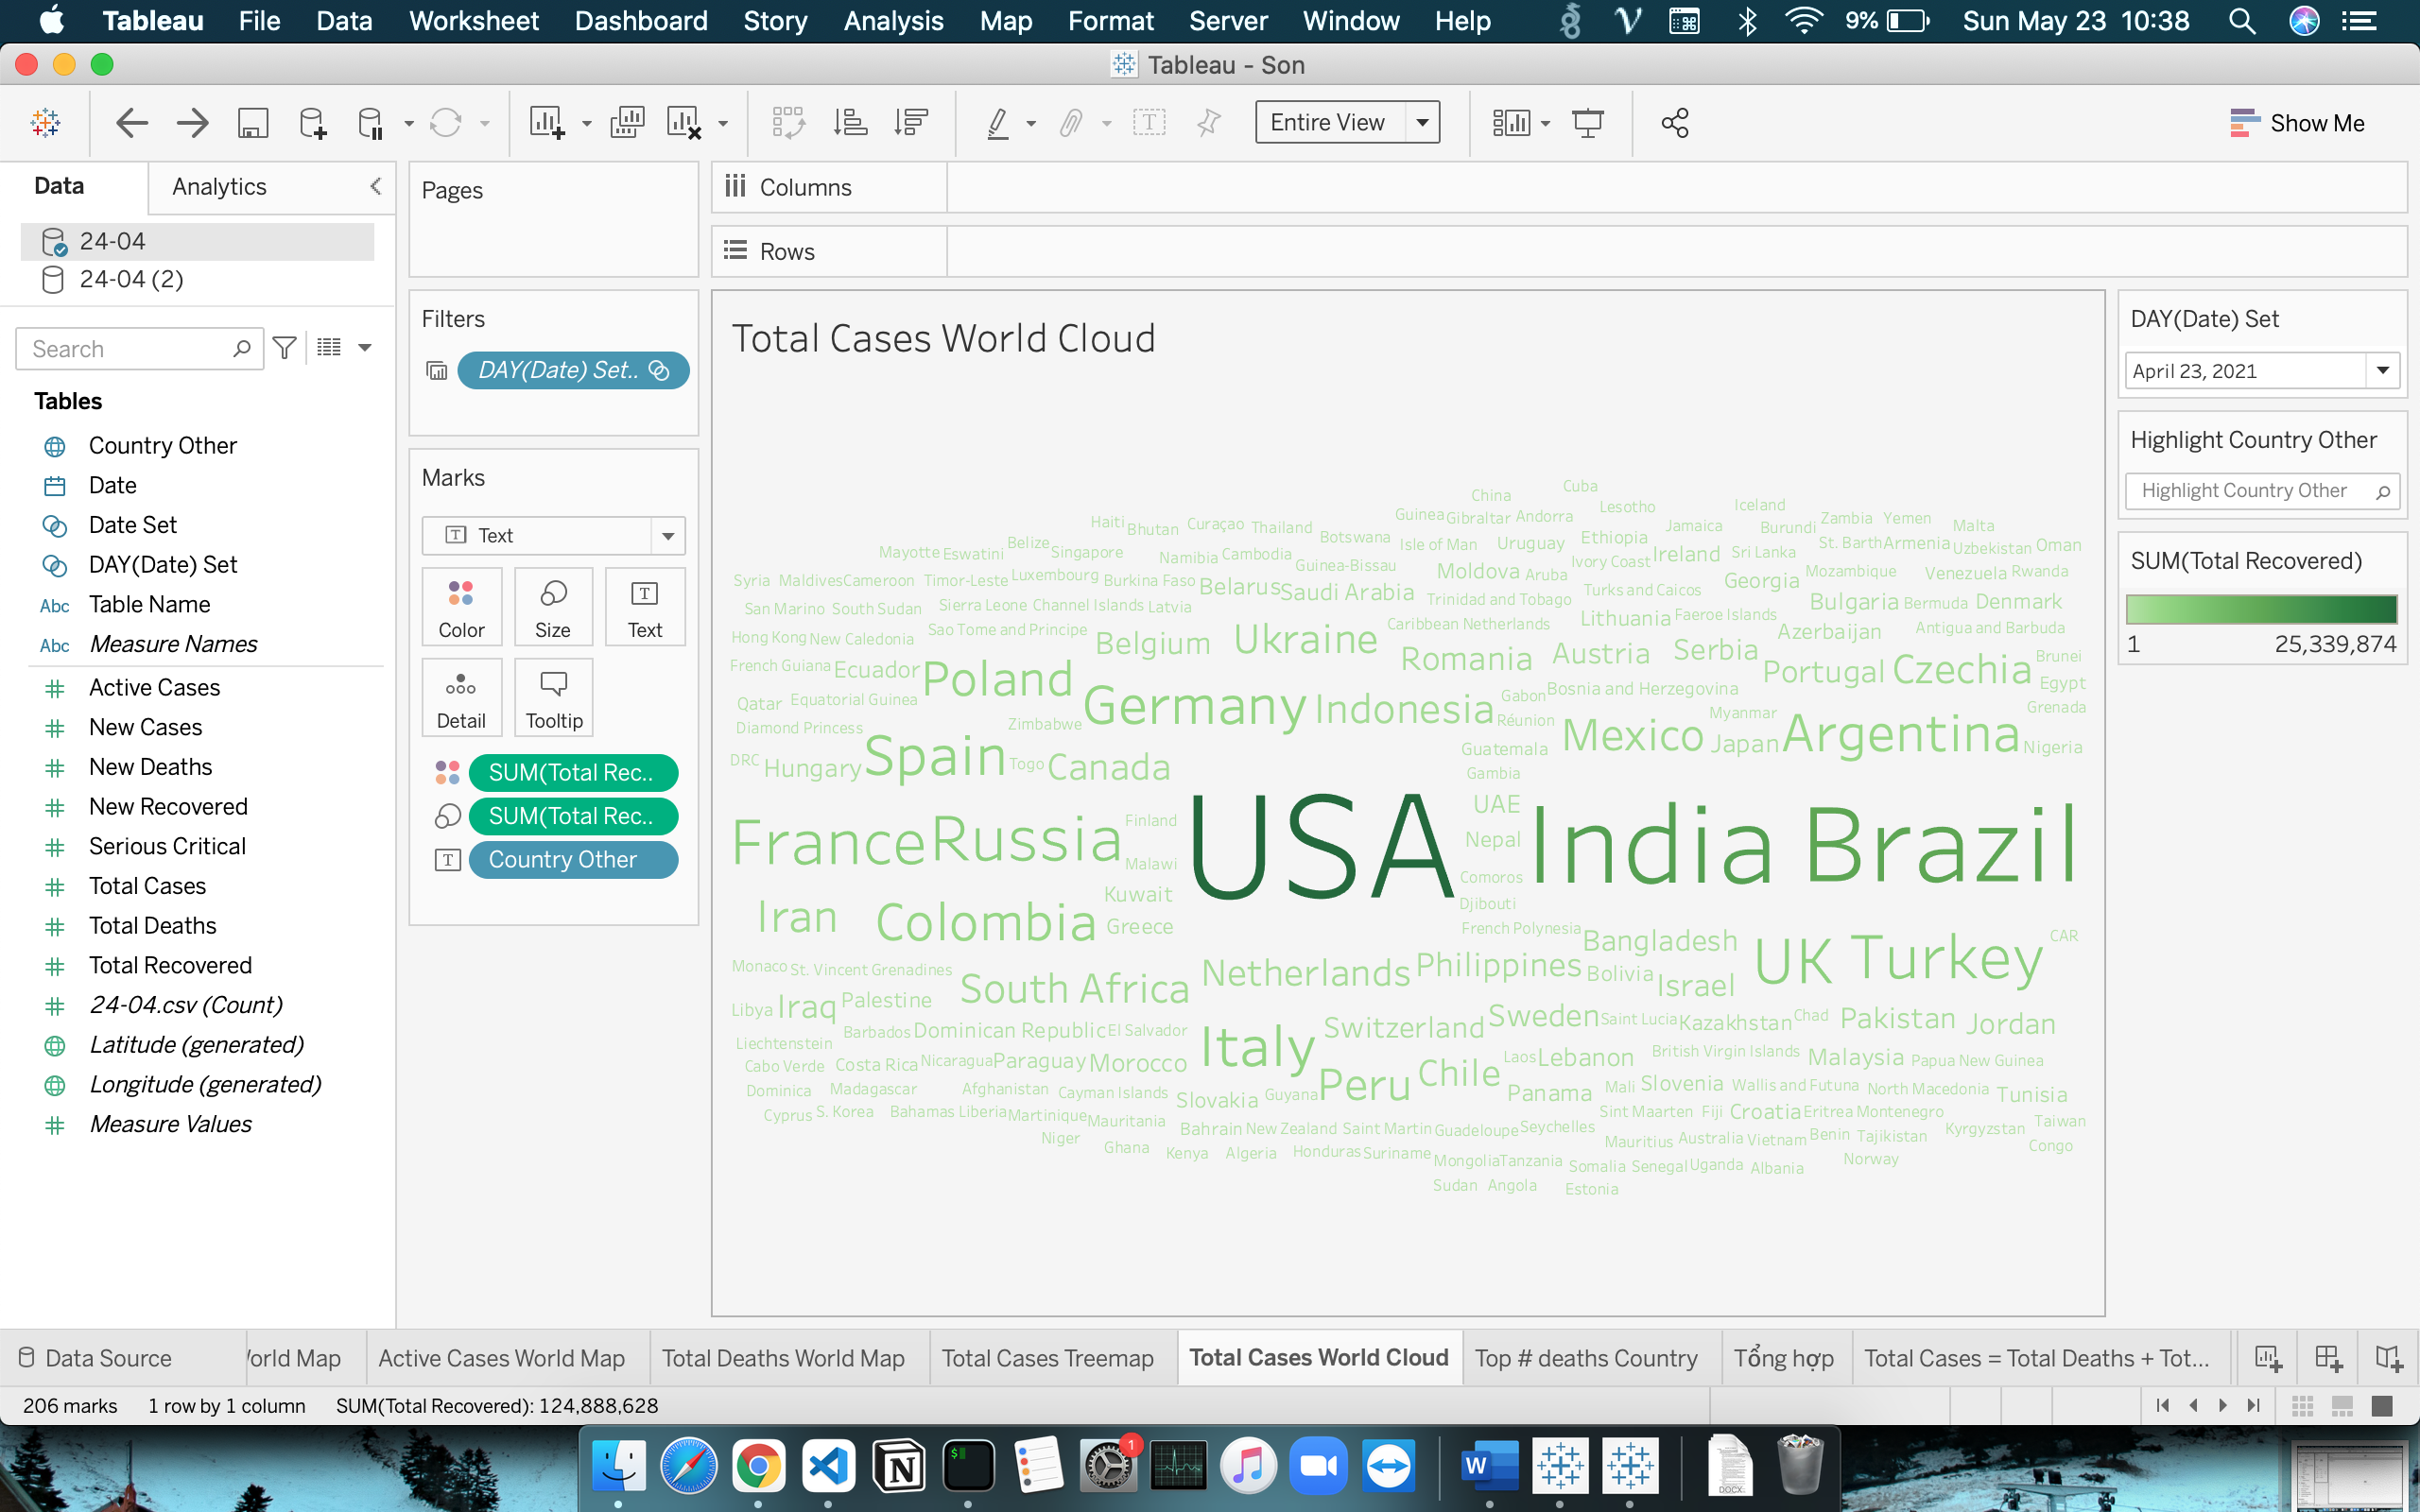 Tableau File Data Worksheet Dashboard Story Analysis Map Format Server Window Help 9% Sun May 23 10:38
Tableau - Son
Entire View
Show Me
Data Analytics
24-04
24-04 (2)
Search
Tables
Country Other
Date
Date Set
DAY(Date) Set
Abc Table Name
Abc Measure Names
Active Cases
New Cases
New Deaths
New Recovered
Serious Critical
Total Cases
Total Deaths
Total Recovered
24-04.csv (Count)
Latitude (generated)
Longitude (generated)
Measure Values
Pages
Filters
DAY(Date) Set..
Marks
T Text
Color Size Text
Detail Tooltip
SUM(Total Rec..
SUM(Total Rec..
T Country Other
Columns
Rows
Total Cases World Cloud
China Cuba Lesotho Iceland
Haiti Bhutan Curaçao Thailand Botswana Guinea Gibraltar Andorra Ethiopia Jamaica Burundi Zambia Yemen Malta
Mayotte Eswatini Belize Singapore Namibia Cambodia Guinea-Bissau Isle of Man Uruguay Ivory Coast Ireland Sri Lanka St. Barth Armenia Uzbekistan Oman
Syria Maldives Cameroon Timor-Leste Luxembourg Burkina Faso Belarus Saudi Arabia Moldova Aruba Turks and Caicos Georgia Mozambique Venezuela Rwanda
San Marino South Sudan Sierra Leone Channel Islands Latvia Trinidad and Tobago Lithuania Faeroe Islands Bulgaria Bermuda Denmark
Hong Kong New Caledonia Sao Tome and Principe Belgium Ukraine Caribbean Netherlands Azerbaijan Antigua and Barbuda
French Guiana Ecuador Poland Romania Austria Serbia Portugal Czechia Brunei
Qatar Equatorial Guinea Germany Indonesia Gabon Bosnia and Herzegovina Egypt
Diamond Princess Zimbabwe Réunion Mexico Myanmar Japan Argentina Grenada
DRC Hungary Spain Togo Canada Guatemala Nigeria
Gambia
France Russia Finland USA UAE India Brazil
Malawi Nepal
Kuwait Comoros
Iran Colombia Greece Djibouti
French Polynesia Bangladesh UK Turkey CAR
Monaco St. Vincent Grenadines South Africa Netherlands Philippines Bolivia Israel
Libya Iraq Palestine Sweden Saint Lucia Kazakhstan Chad Pakistan Jordan
Liechtenstein Barbados Dominican Republic El Salvador Italy Switzerland
Cabo Verde Costa Rica Nicaragua Paraguay Morocco Chile Laos Lebanon British Virgin Islands Malaysia Papua New Guinea
Dominica Madagascar Afghanistan Cayman Islands Slovakia Guyana Peru Panama Mali Slovenia Wallis and Futuna North Macedonia Tunisia
Cyprus S. Korea Bahamas Liberia Martinique Mauritania Sint Maarten Fiji Croatia Eritrea Montenegro
Niger Bahrain New Zealand Saint Martin Guadeloupe Seychelles Mauritius Australia Vietnam Benin Tajikistan Kyrgyzstan Taiwan
Ghana Kenya Algeria Honduras Suriname Mongolia Tanzania Somalia Senegal Uganda Albania Norway Congo
Sudan Angola Estonia
DAY(Date) Set
April 23, 2021
Highlight Country Other
Highlight Country Other
SUM(Total Recovered)
1 25,339,874
Data Source orld Map Active Cases World Map Total Deaths World Map Total Cases Treemap Total Cases World Cloud Top # deaths Country Tổng hợp Total Cases = Total Deaths + Tot...
206 marks 1 row by 1 column SUM(Total Recovered): 124,888,628
1
N
W
DOCX